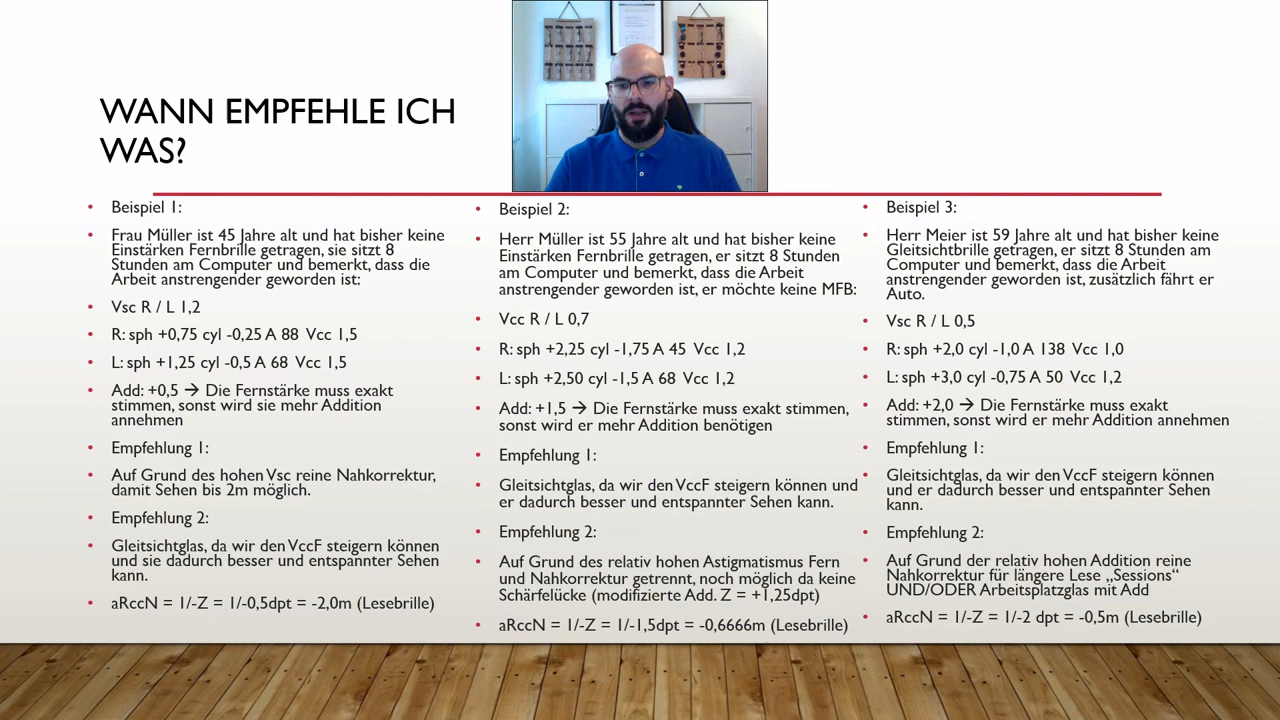 WANN EMPFEHLE ICH
WAS?
• Beispiel 1:
• Frau Müller ist 45 Jahre alt und hat bisher keine
Einstärken Fernbrille getragen, sie sitzt 8
Stunden am Computer und bemerkt, dass die
Arbeit anstrengender geworden ist:
• Vsc R / L 1,2
• R: sph +0,75 cyl -0,25 A 88 Vcc 1,5
• L: sph +1,25 cyl -0,5 A 68 Vcc 1,5
• Add: +0,5 → Die Fernstärke muss exakt
stimmen, sonst wird sie mehr Addition
annehmen
• Empfehlung 1:
• Auf Grund des hohen Vsc reine Nahkorrektur,
damit Sehen bis 2m möglich.
• Empfehlung 2:
• Gleitsichtglas, da wir den VccF steigern können
und sie dadurch besser und entspannter Sehen
kann.
• aRccN = 1/-Z = 1/-0,5dpt = -2,0m (Lesebrille)
• Beispiel 2:
• Herr Müller ist 55 Jahre alt und hat bisher keine
Einstärken Fernbrille getragen, er sitzt 8 Stunden
am Computer und bemerkt, dass die Arbeit
anstrengender geworden ist, er möchte keine MFB:
• Vcc R / L 0,7
• R: sph +2,25 cyl -1,75 A 45 Vcc 1,2
• L: sph +2,50 cyl -1,5 A 68 Vcc 1,2
• Add: +1,5 → Die Fernstärke muss exakt stimmen,
sonst wird er mehr Addition benötigen
• Empfehlung 1:
• Gleitsichtglas, da wir den VccF steigern können und
er dadurch besser und entspannter Sehen kann.
• Empfehlung 2:
• Auf Grund des relativ hohen Astigmatismus Fern
und Nahkorrektur getrennt, noch möglich da keine
Schärfelücke (modifizierte Add. Z = +1,25dpt)
• aRccN = 1/-Z = 1/-1,5dpt = -0,6666m (Lesebrille)
• Beispiel 3:
• Herr Meier ist 59 Jahre alt und hat bisher keine
Gleitsichtbrille getragen, er sitzt 8 Stunden am
Computer und bemerkt, dass die Arbeit
anstrengender geworden ist, zusätzlich fährt er
Auto.
• Vsc R / L 0,5
• R: sph +2,0 cyl -1,0 A 138 Vcc 1,0
• L: sph +3,0 cyl -0,75 A 50 Vcc 1,2
• Add: +2,0 → Die Fernstärke muss exakt
stimmen, sonst wird er mehr Addition annehmen
• Empfehlung 1:
• Gleitsichtglas, da wir den VccF steigern können
und er dadurch besser und entspannter Sehen
kann.
• Empfehlung 2:
• Auf Grund der relativ hohen Addition reine
Nahkorrektur für längere Lese „Sessions“
UND/ODER Arbeitsplatzglas mit Add
• aRccN = 1/-Z = 1/-2 dpt = -0,5m (Lesebrille)